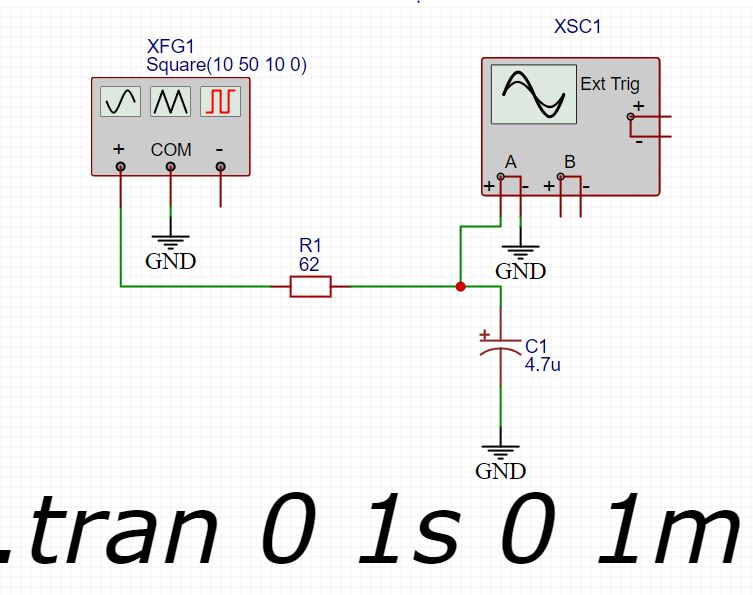 XFG1
Square(10 50 10 0)
+ COM -
GND
XSC1
Ext Trig
+
-
A B
+ - + -
GND
R1
62
+
C1
4.7u
GND
.tran 0 1s 0 1m